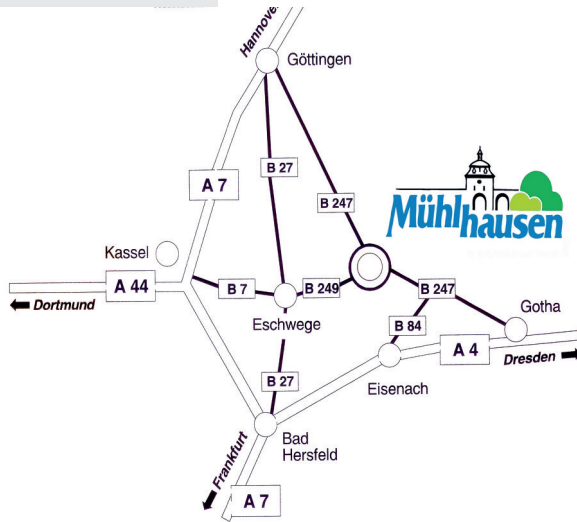 Hannover
Göttingen
B 27
A 7
B 247
Mühlhausen
Kassel
A 44
B 7
B 249
B 247
Dortmund
Gotha
Eschwege
B 84
A 4
Dresden
B 27
Eisenach
Bad
Hersfeld
Frankfurt
A 7